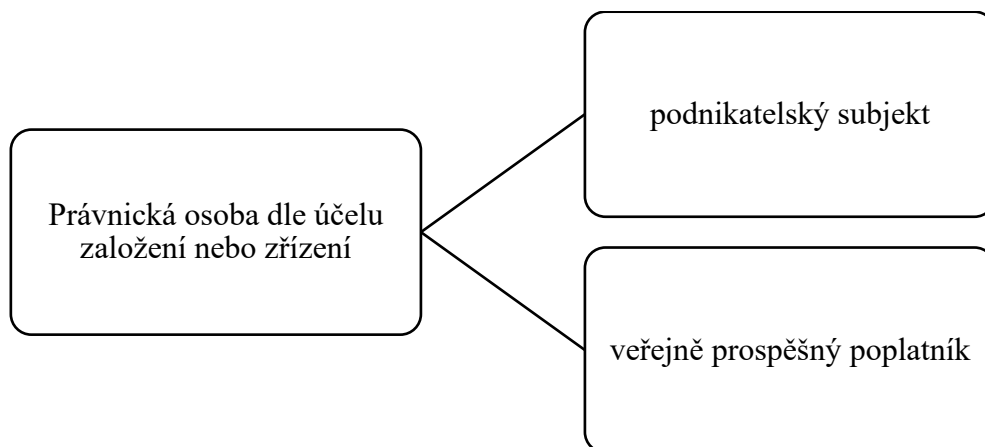 Právnická osoba dle účelu
založení nebo zřízení
podnikatelský subjekt
veřejně prospěšný poplatník